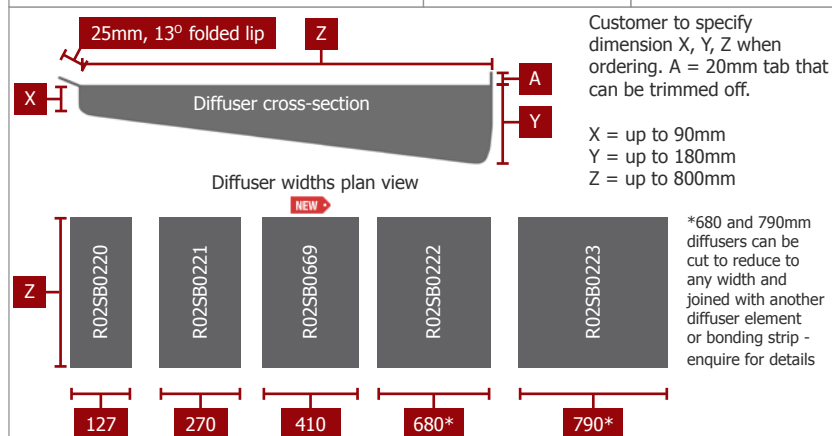 25mm, 13⁰ folded lip
Z
X
Diffuser cross-section
A
Y
Customer to specify
dimension X, Y, Z when
ordering. A = 20mm tab that
can be trimmed off.
X = up to 90mm
Y = up to 180mm
Z = up to 800mm
Diffuser widths plan view
NEW
Z
R02SB0220
R02SB0221
R02SB0669
R02SB0222
R02SB0223
*680 and 790mm
diffusers can be
cut to reduce to
any width and
joined with another
diffuser element
or bonding strip -
enquire for details
127
270
410
680*
790*